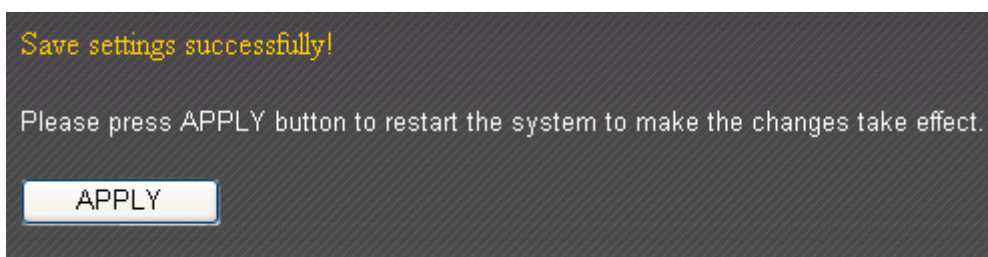 Save settings successfully!
Please press APPLY button to restart the system to make the changes take effect.
APPLY